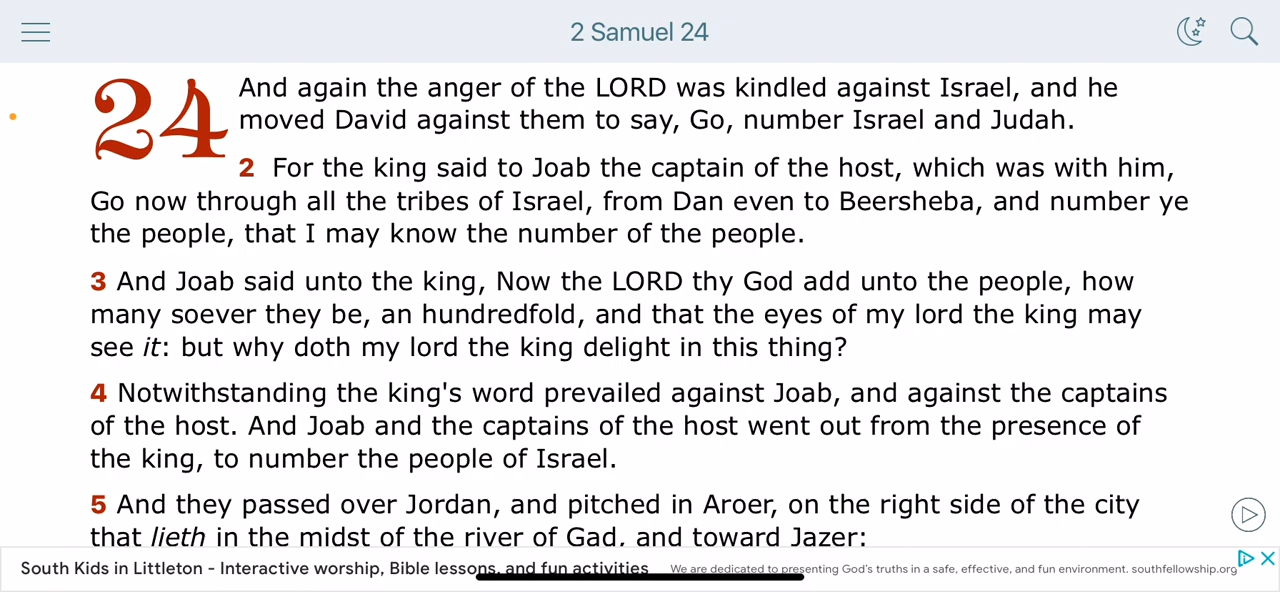 2 Samuel 24
24 And again the anger of the LORD was kindled against Israel, and he
moved David against them to say, Go, number Israel and Judah.
2 For the king said to Joab the captain of the host, which was with him,
Go now through all the tribes of Israel, from Dan even to Beersheba, and number ye
the people, that I may know the number of the people.
3 And Joab said unto the king, Now the LORD thy God add unto the people, how
many soever they be, an hundredfold, and that the eyes of my lord the king may
see it: but why doth my lord the king delight in this thing?
4 Notwithstanding the king's word prevailed against Joab, and against the captains
of the host. And Joab and the captains of the host went out from the presence of
the king, to number the people of Israel.
5 And they passed over Jordan, and pitched in Aroer, on the right side of the city
that lieth in the midst of the river of Gad, and toward Jazer:
South Kids in Littleton - Interactive worship, Bible lessons, and fun activities We are dedicated to presenting God's truths in a safe, effective, and fun environment. southfellowship.org